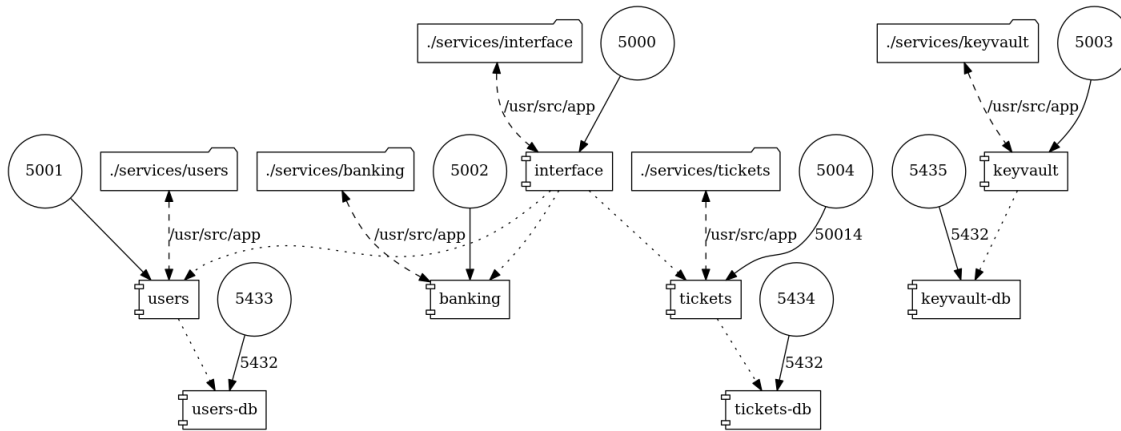 ./services/interface
5000
./services/keyvault
5003
/usr/src/app
/usr/src/app
5001
./services/users
./services/banking
5002
interface
./services/tickets
5004
5435
keyvault
/usr/src/app
/usr/src/app
/usr/src/app
50014
5432
users
5433
banking
tickets
5434
keyvault-db
5432
5432
users-db
tickets-db